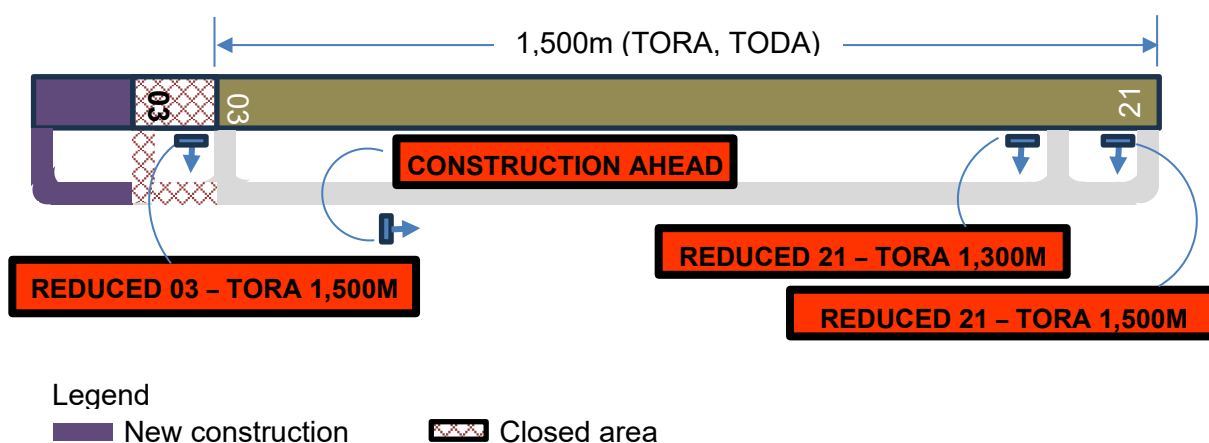 1,500m (TORA, TODA)
03
03
21
CONSTRUCTION AHEAD
REDUCED 21 – TORA 1,300M
REDUCED 03 – TORA 1,500M
REDUCED 21 – TORA 1,500M
Legend
New construction
Closed area